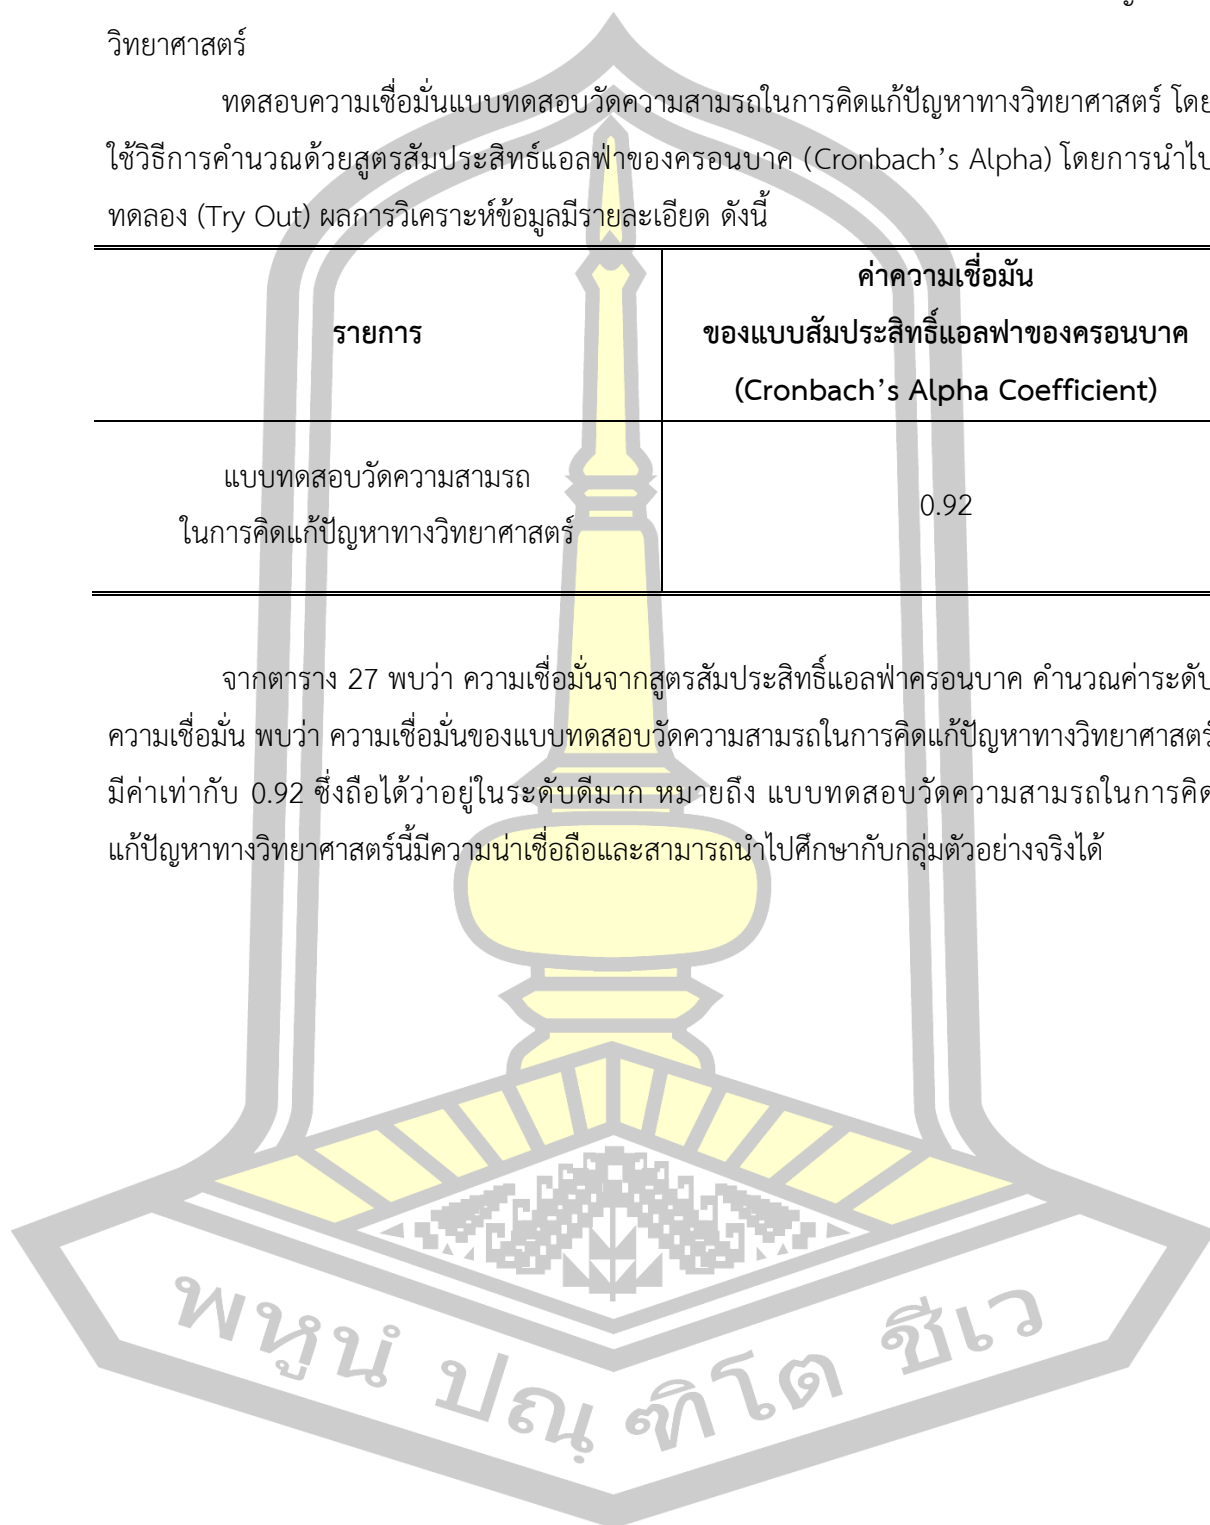 วิทยาศาสตร์
ทดสอบความเชื่อมั่นแบบทดสอบวัดความสามรถในการคิดแก้ปัญหาทางวิทยาศาสตร์ โดย
ใช้วิธีการคำนวณด้วยสูตรสัมประสิทธ์แอลฟ่าของครอนบาค (Cronbach's Alpha) โดยการนำไป
ทดลอง (Try Out) ผลการวิเคราะห์ข้อมูลมีรายละเอียด ดังนี้
รายการ
ค่าความเชื่อมัน
ของแบบสัมประสิทธิ์แอลฟาของครอนบาค
(Cronbach's Alpha Coefficient)
แบบทดสอบวัดความสามรถ
ในการคิดแก้ปัญหาทางวิทยาศาสตร์
0.92
จากตาราง 27 พบว่า ความเชื่อมั่นจากสูตรสัมประสิทธิ์แอลฟ่าครอนบาค คำนวณค่าระดับ
ความเชื่อมั่น พบว่า ความเชื่อมั่นของแบบทดสอบวัดความสามารถในการคิดแก้ปัญหาทางวิทยาศาสตร์
มีค่าเท่ากับ 0.92 ซึ่งถือได้ว่าอยู่ในระดับดีมาก หมายถึง แบบทดสอบวัดความสามารถในการคิด
แก้ปัญหาทางวิทยาศาสตร์นี้มีความน่าเชื่อถือและสามารถนำไปศึกษากับกลุ่มตัวอย่างจริงได้
พหูนํ ปณฺฑิโต ชีเว